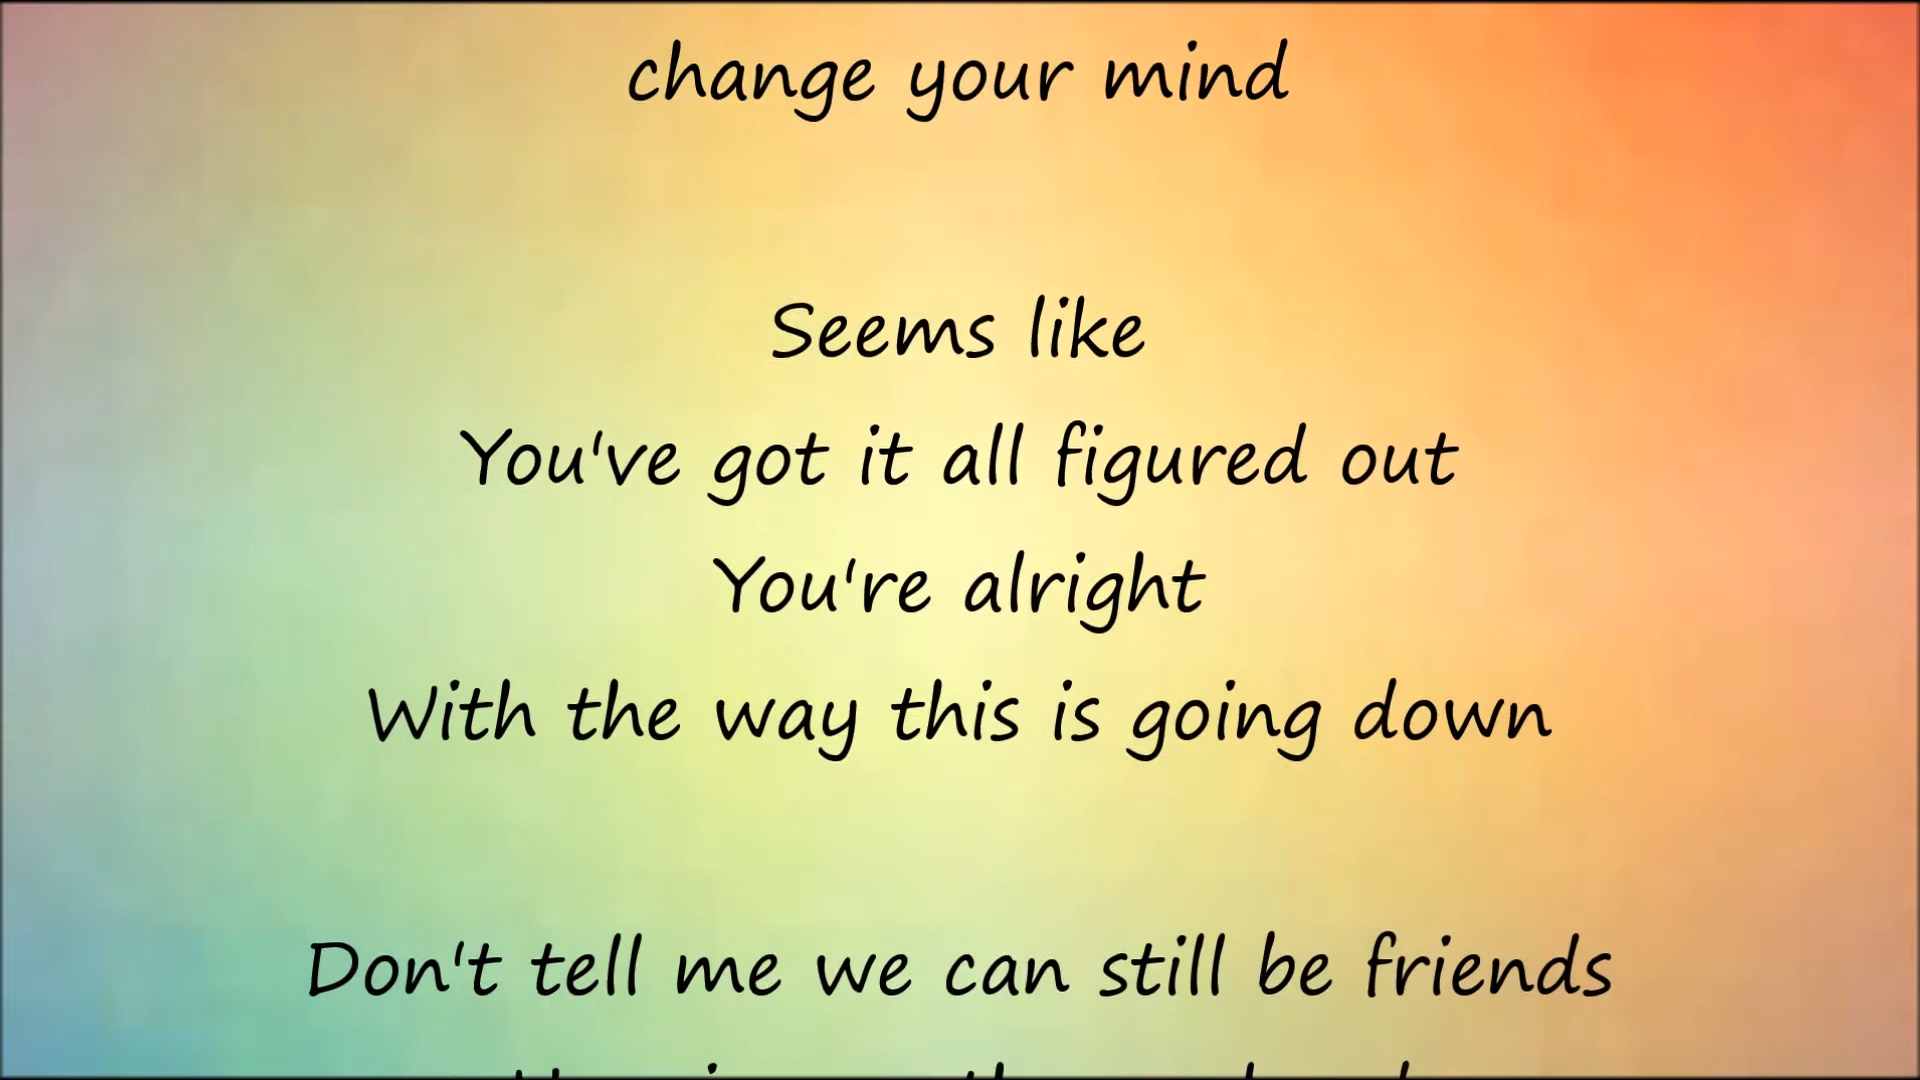 change your mind
Seems like
You've got it all figured out
You're alright
With the way this is going down
Don't tell me we can still be friends